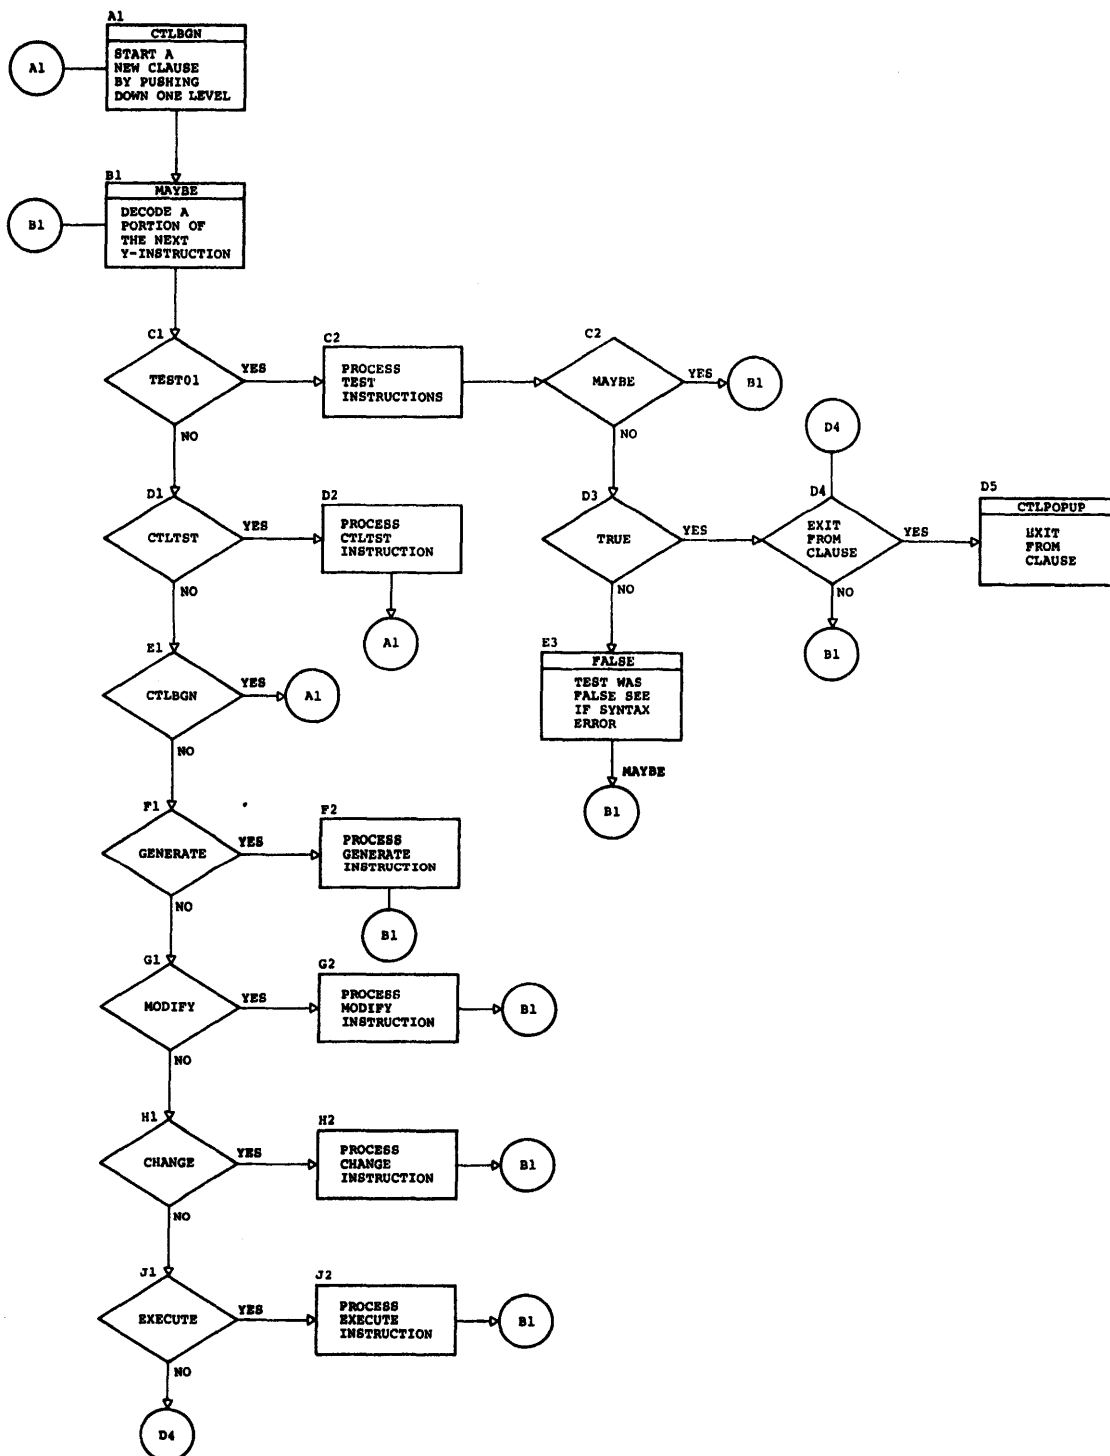 A1
CTLBGN
A1
START A
NEW CLAUSE
BY PUSHING
DOWN ONE LEVEL
B1
MAYBE
B1
DECODE A
PORTION OF
THE NEXT
Y-INSTRUCTION
C1
TEST01
YES
NO
C2
PROCESS
TEST
INSTRUCTIONS
C2
MAYBE
YES
B1
NO
D4
D1
CTLTST
YES
NO
D2
PROCESS
CTLTST
INSTRUCTION
A1
D3
TRUE
YES
NO
D4
EXIT
FROM
CLAUSE
YES
NO
B1
D5
CTLPOPUP
EXIT
FROM
CLAUSE
E1
CTLBGN
YES
A1
NO
E3
FALSE
TEST WAS
FALSE SEE
IF SYNTAX
ERROR
MAYBE
B1
F1
GENERATE
YES
NO
F2
PROCESS
GENERATE
INSTRUCTION
B1
G1
MODIFY
YES
NO
G2
PROCESS
MODIFY
INSTRUCTION
B1
H1
CHANGE
YES
NO
H2
PROCESS
CHANGE
INSTRUCTION
B1
J1
EXECUTE
YES
NO
J2
PROCESS
EXECUTE
INSTRUCTION
B1
D4